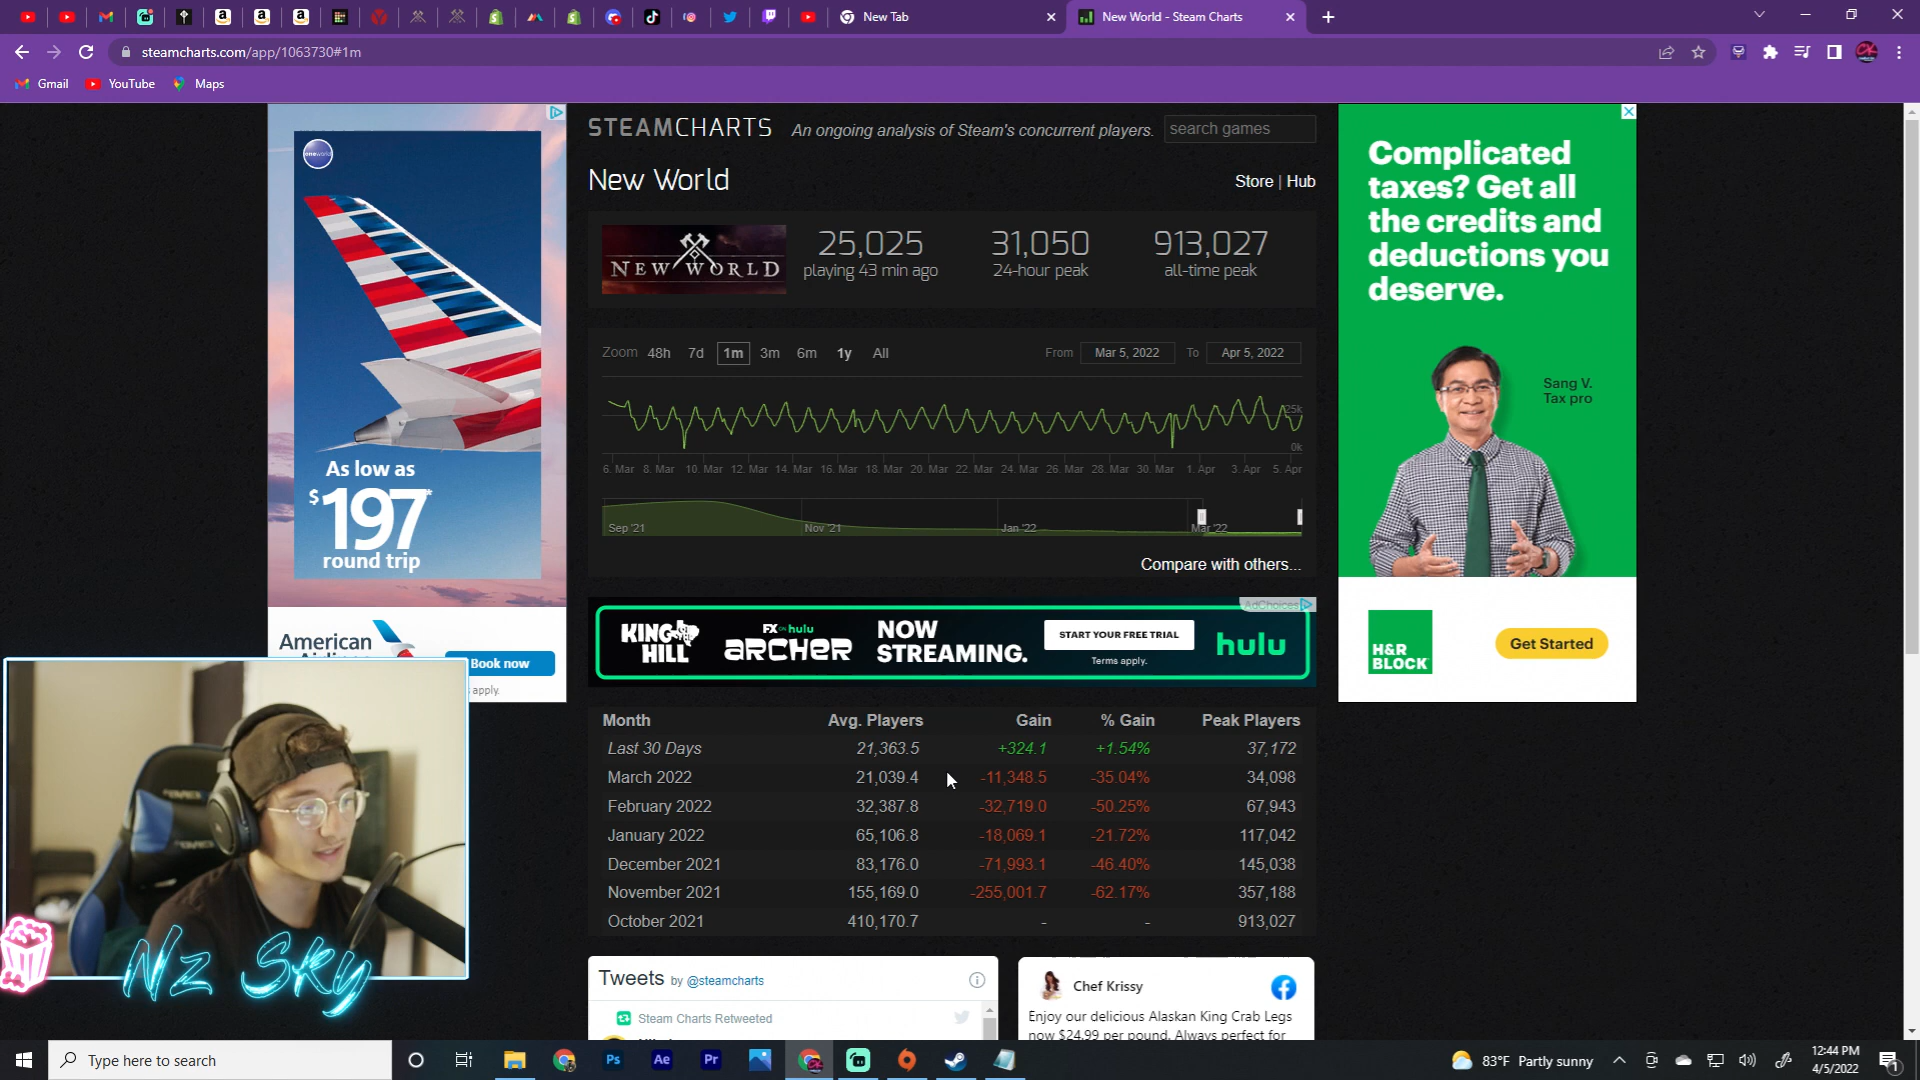 New Tab
New World - Steam Charts
steamcharts.com/app/1063730#1m
Gmail
YouTube
Maps
STEAMCHARTS
An ongoing analysis of Steam's concurrent players.
search games
New World
Store | Hub
NEW WORLD
25,025
playing 43 min ago
31,050
24-hour peak
913,027
all-time peak
Zoom 48h 7d 1m 3m 6m 1y All
From Mar 5, 2022 To Apr 5, 2022
25k
0k
6. Mar 8. Mar 10. Mar 12. Mar 14. Mar 16. Mar 18. Mar 20. Mar 22. Mar 24. Mar 26. Mar 28. Mar 30. Mar 1. Apr 3. Apr 5. Apr
Sep '21 Nov '21 Jan '22 Mar '22
Compare with others...
oneworld
As low as
$197*
round trip
American
Book now
apply.
Complicated
taxes? Get all
the credits and
deductions you
deserve.
Sang V.
Tax pro
H&R
BLOCK
Get Started
AdChoices
KING
HILL
FX on hulu
ARCHER
NOW
STREAMING.
START YOUR FREE TRIAL
Terms apply.
hulu
Month Avg. Players Gain % Gain Peak Players
Last 30 Days 21,363.5 +324.1 +1.54% 37,172
March 2022 21,039.4 -11,348.5 -35.04% 34,098
February 2022 32,387.8 -32,719.0 -50.25% 67,943
January 2022 65,106.8 -18,069.1 -21.72% 117,042
December 2021 83,176.0 -71,993.1 -46.40% 145,038
November 2021 155,169.0 -255,001.7 -62.17% 357,188
October 2021 410,170.7 - - 913,027
Nz Sky
Tweets by @steamcharts
Steam Charts Retweeted
Chef Krissy
Enjoy our delicious Alaskan King Crab Legs
now $24.99 per pound. Always perfect for
Type here to search
Ps
Ae
Pr
83°F Partly sunny
12:44 PM
4/5/2022
1